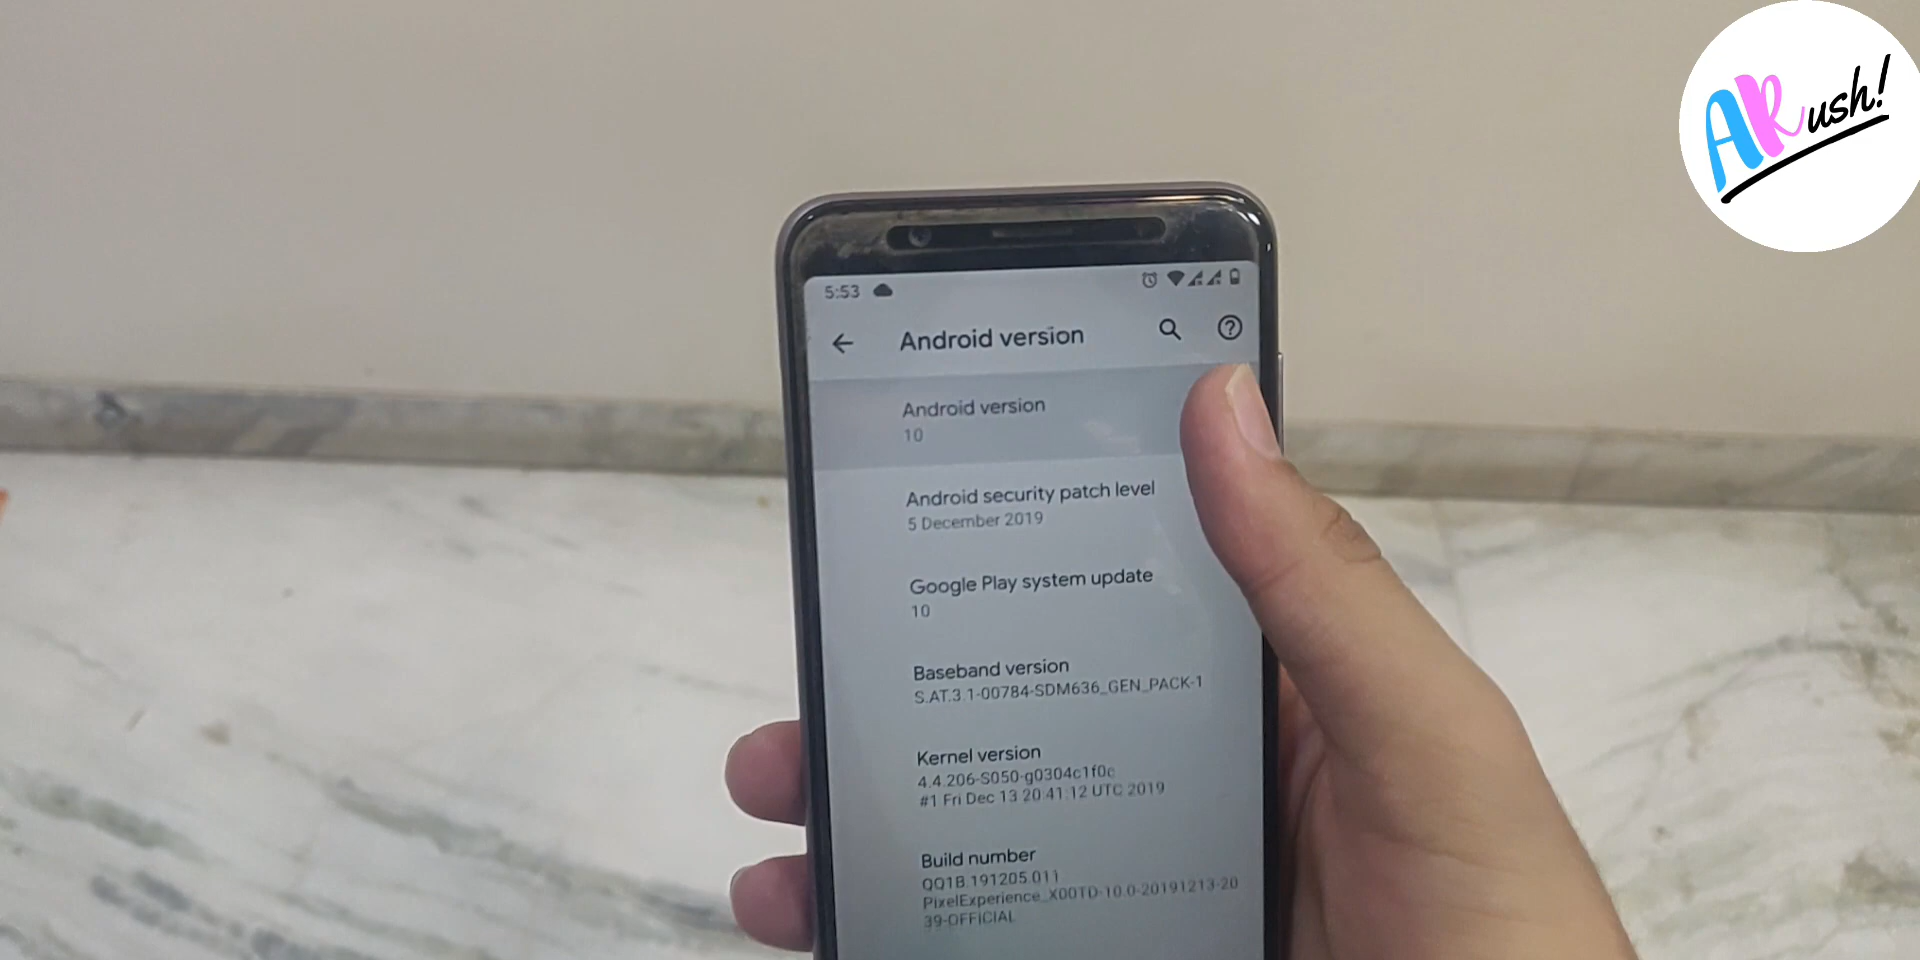 ARush!
5:53
Android version
Android version
10
Android security patch level
5 December 2019
Google Play system update
10
Baseband version
S.AT.3.1-00784-SDM636_GEN_PACK-1
Kernel version
4.4.206-S050-g0304c1f0c
#1 Fri Dec 13 20:41:12 UTC 2019
Build number
QQ1B.191205.011
PixelExperience_X00TD-10.0-20191213-20
39-OFFICIAL